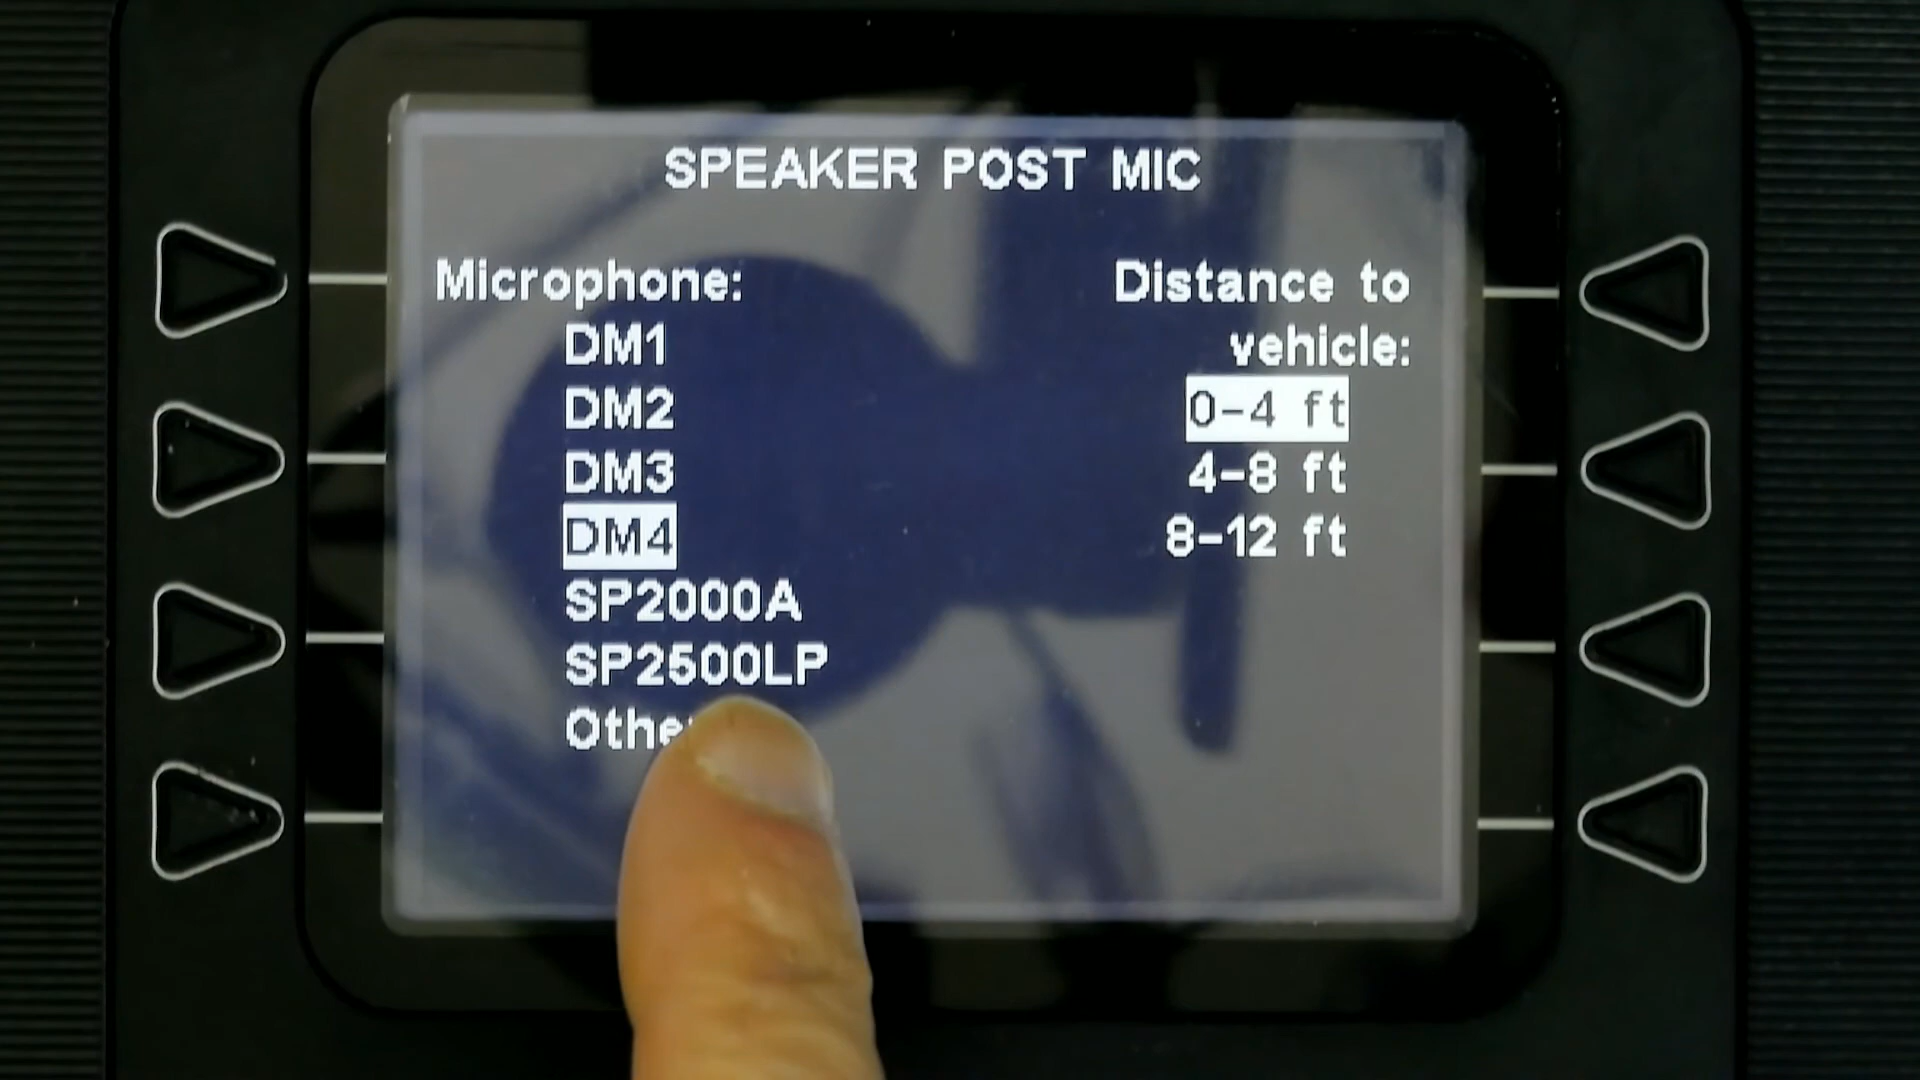 SPEAKER POST MIC
Microphone:
DM1
DM2
DM3
DM4
SP2000A
SP2500LP
Distance to
vehicle:
0-4 ft
4-8 ft
8-12 ft